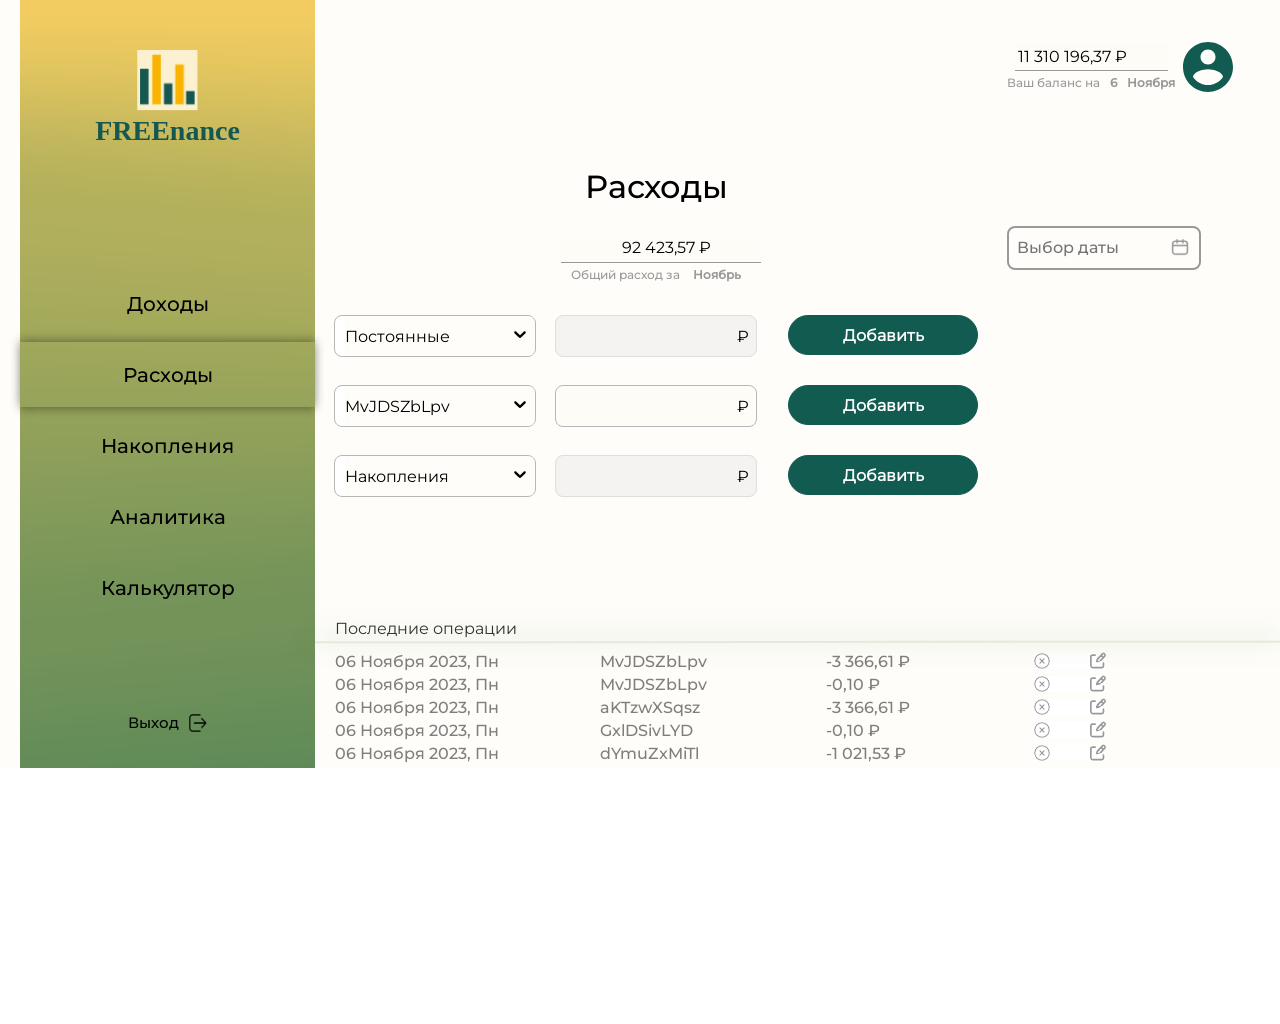 FREEnance
Доходы
Расходы
Накопления
Аналитика
Калькулятор
Выход
11 310 196,37 ₽
Ваш баланс на 6 Ноября
Расходы
92 423,57 ₽
Общий расход за Ноябрь
Выбор даты
Постоянные ₽ Добавить
MvJDSZbLpv ₽ Добавить
Накопления ₽ Добавить
Последние операции
06 Ноября 2023, Пн MvJDSZbLpv -3 366,61 ₽
06 Ноября 2023, Пн MvJDSZbLpv -0,10 ₽
06 Ноября 2023, Пн aKTzwXSqsz -3 366,61 ₽
06 Ноября 2023, Пн GxlDSivLYD -0,10 ₽
06 Ноября 2023, Пн dYmuZxMiTl -1 021,53 ₽